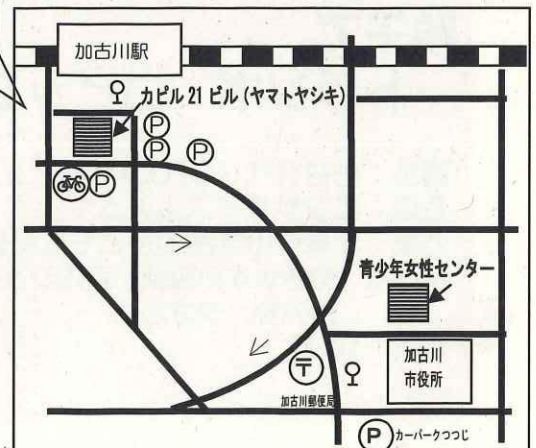 加古川駅
カピル21ビル(ヤマトヤシキ)
P
P
P
P
青少年女性センター
〒
加古川
市役所
加古川郵便局
P カーパークつつじ